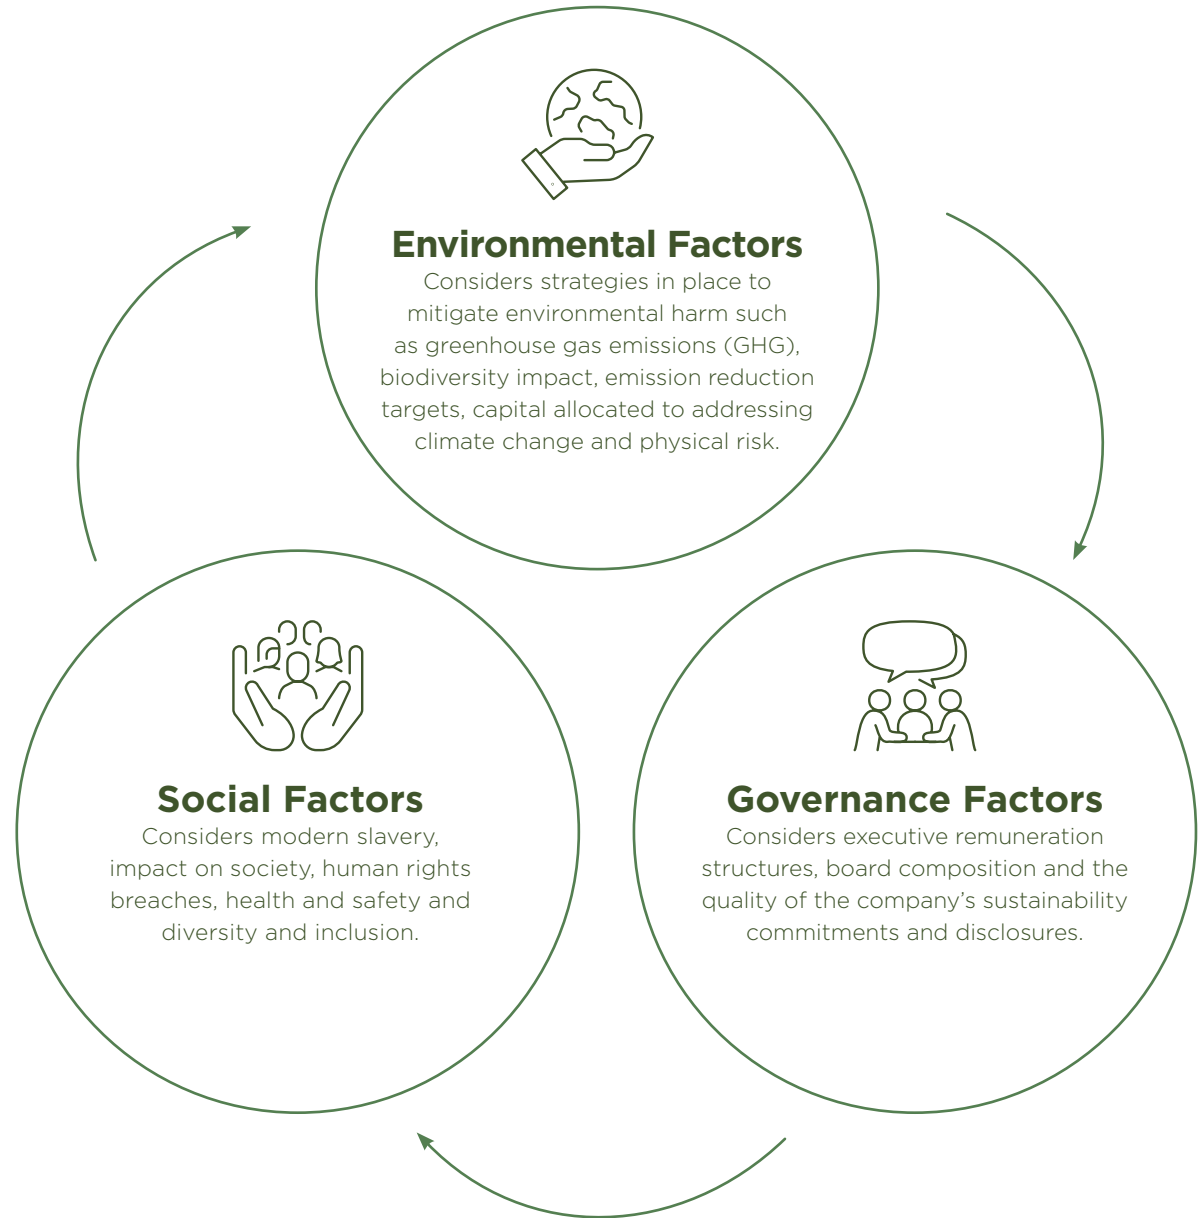 Environmental Factors
Considers strategies in place to
mitigate environmental harm such
as greenhouse gas emissions (GHG),
biodiversity impact, emission reduction
targets, capital allocated to addressing
climate change and physical risk.
Social Factors
Considers modern slavery,
impact on society, human rights
breaches, health and safety and
diversity and inclusion.
Governance Factors
Considers executive remuneration
structures, board composition and the
quality of the company’s sustainability
commitments and disclosures.